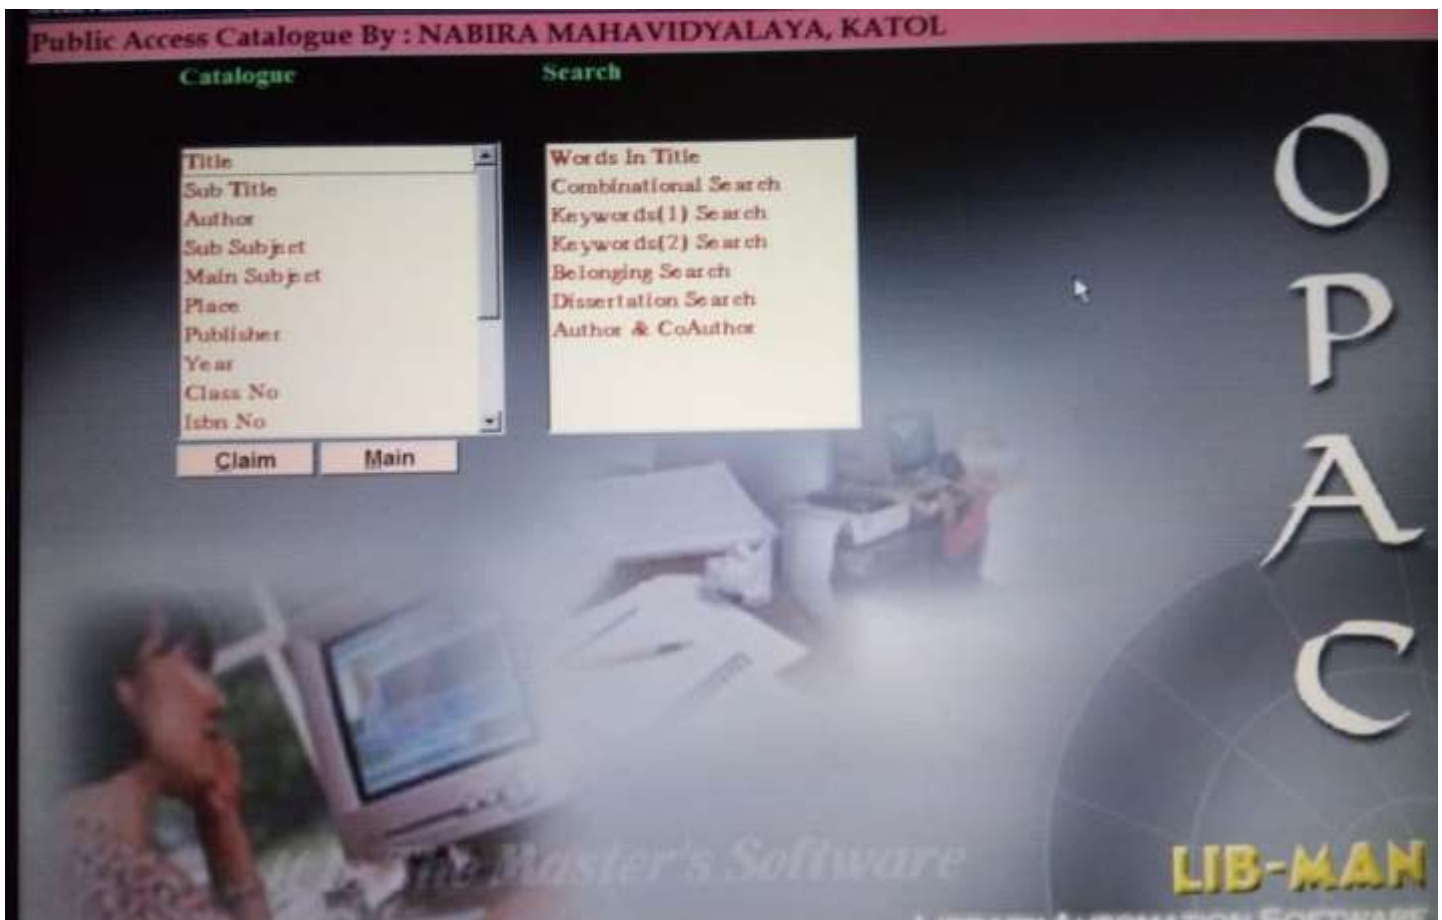 Public Access Catalogue By : NABIRA MAHAVIDYALAYA, KATOL
Catalogue
Search
Title
Sub Title
Author
Sub Subject
Main Subject
Place
Publisher
Year
Class No
Isbn No
Claim
Main
Words In Title
Combinational Search
Keywords(1) Search
Keywords(2) Search
Belonging Search
Dissertation Search
Author & CoAuthor
O
P
A
C
The Master's Software
LIB-MAN